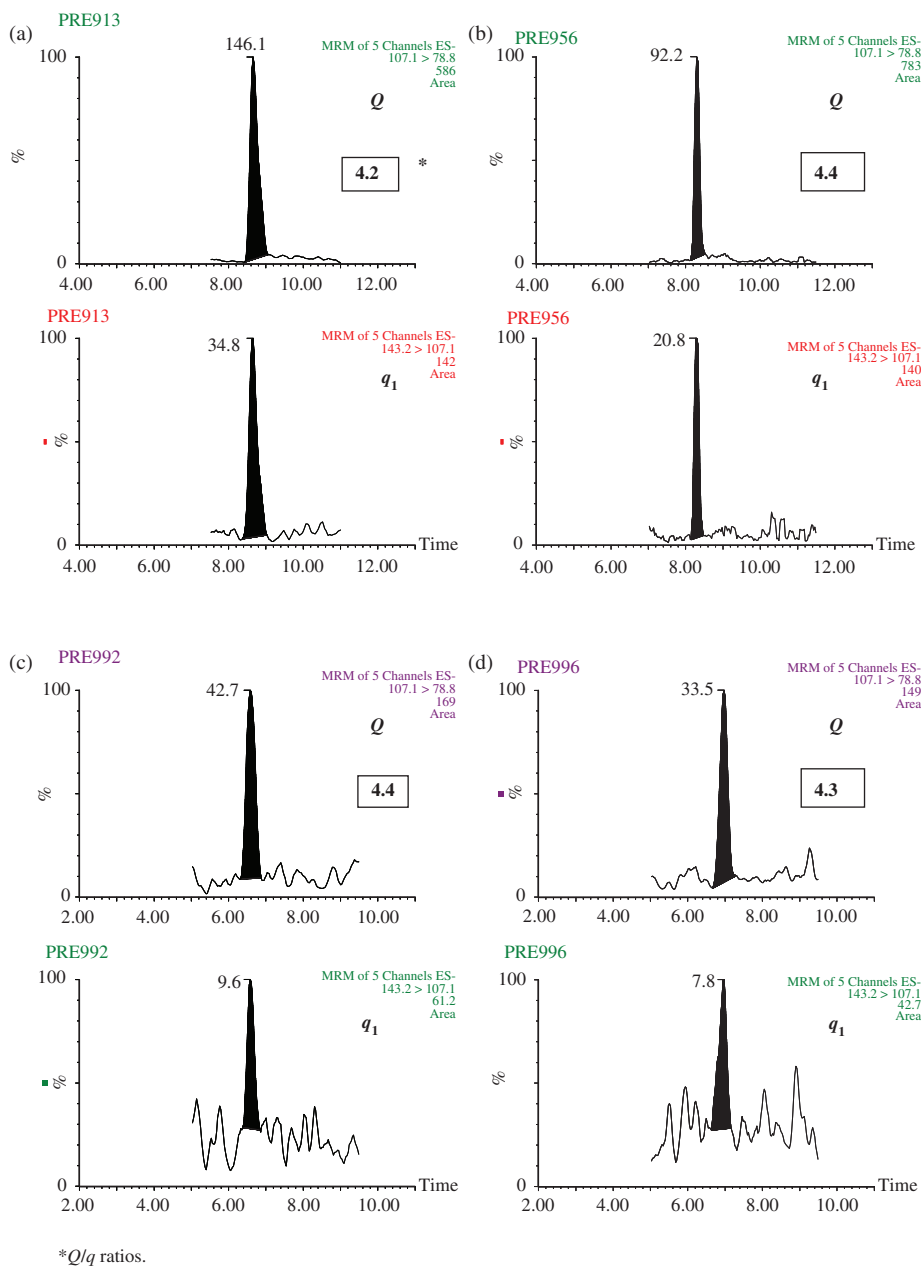 (a)
PRE913
146.1
MRM of 5 Channels ES-
107.1 > 78.8
586
Area
Q
4.2
*
100
%
0
4.00 6.00 8.00 10.00 12.00
(b)
PRE956
92.2
MRM of 5 Channels ES-
107.1 > 78.8
783
Area
Q
4.4
100
%
0
4.00 6.00 8.00 10.00 12.00
PRE913
34.8
MRM of 5 Channels ES-
143.2 > 107.1
142
Area
q1
100
%
0
Time
4.00 6.00 8.00 10.00 12.00
PRE956
20.8
MRM of 5 Channels ES-
143.2 > 107.1
140
Area
q1
100
%
0
Time
4.00 6.00 8.00 10.00 12.00
(c)
PRE992
42.7
MRM of 5 Channels ES-
107.1 > 78.8
169
Area
Q
4.4
100
%
0
2.00 4.00 6.00 8.00 10.00
(d)
PRE996
33.5
MRM of 5 Channels ES-
107.1 > 78.8
149
Area
Q
4.3
100
%
0
2.00 4.00 6.00 8.00 10.00
PRE992
9.6
MRM of 5 Channels ES-
143.2 > 107.1
61.2
Area
q1
100
%
0
Time
2.00 4.00 6.00 8.00 10.00
PRE996
7.8
MRM of 5 Channels ES-
143.2 > 107.1
42.7
Area
q1
100
%
0
Time
2.00 4.00 6.00 8.00 10.00
*Q/q ratios.